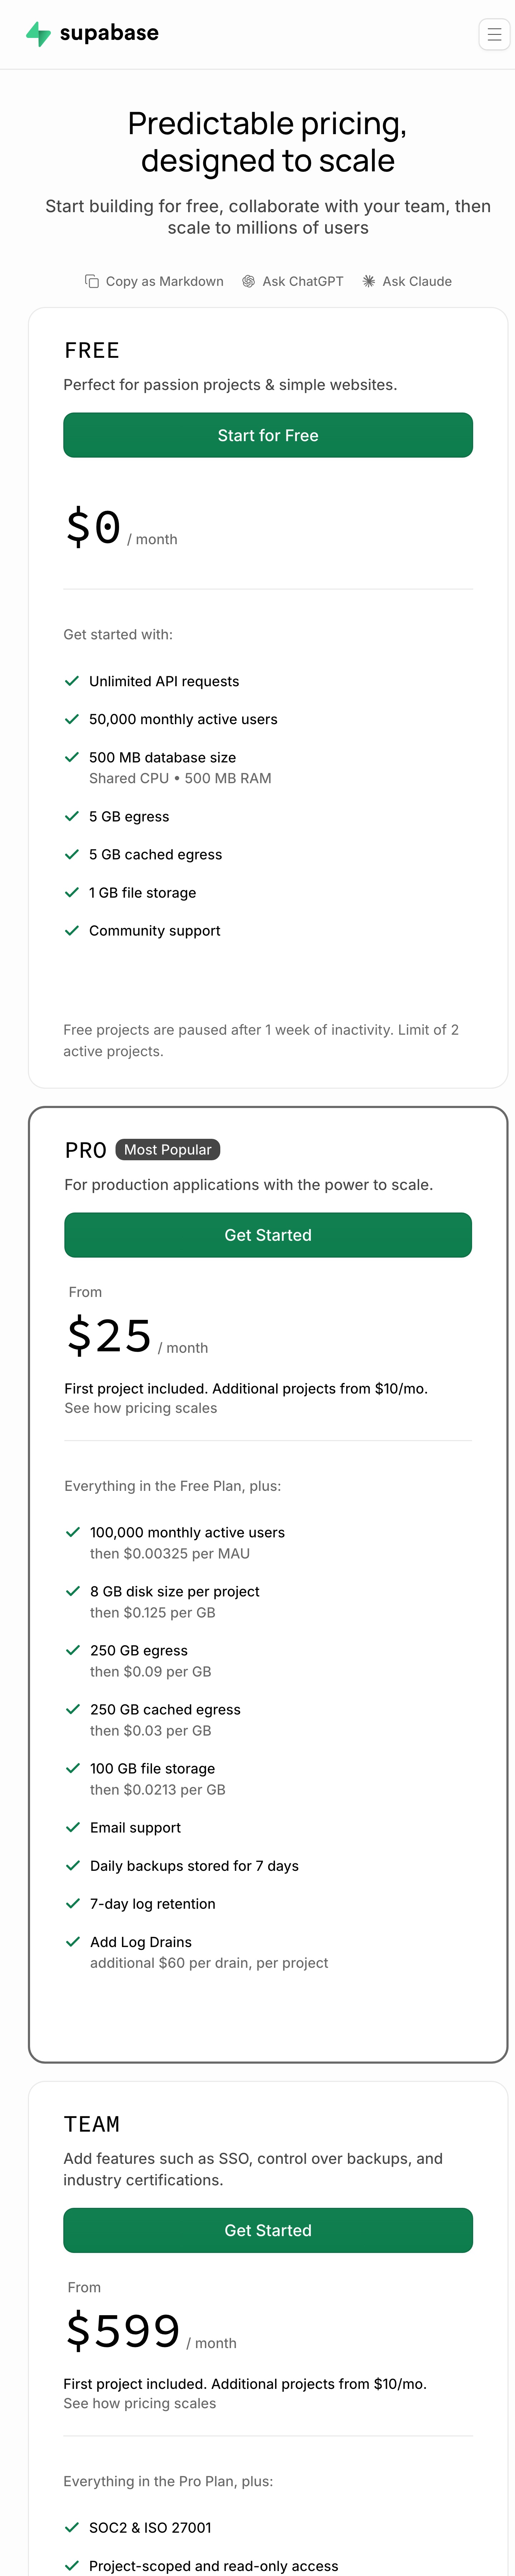 supabase
Predictable pricing,
designed to scale
Start building for free, collaborate with your team, then
scale to millions of users
Copy as Markdown Ask ChatGPT Ask Claude
FREE
Perfect for passion projects & simple websites.
Start for Free
$0 / month
Get started with:
Unlimited API requests
50,000 monthly active users
500 MB database size
Shared CPU • 500 MB RAM
5 GB egress
5 GB cached egress
1 GB file storage
Community support
Free projects are paused after 1 week of inactivity. Limit of 2
active projects.
PRO Most Popular
For production applications with the power to scale.
Get Started
From
$25 / month
First project included. Additional projects from $10/mo.
See how pricing scales
Everything in the Free Plan, plus:
100,000 monthly active users
then $0.00325 per MAU
8 GB disk size per project
then $0.125 per GB
250 GB egress
then $0.09 per GB
250 GB cached egress
then $0.03 per GB
100 GB file storage
then $0.0213 per GB
Email support
Daily backups stored for 7 days
7-day log retention
Add Log Drains
additional $60 per drain, per project
TEAM
Add features such as SSO, control over backups, and
industry certifications.
Get Started
From
$599 / month
First project included. Additional projects from $10/mo.
See how pricing scales
Everything in the Pro Plan, plus:
SOC2 & ISO 27001
Project-scoped and read-only access